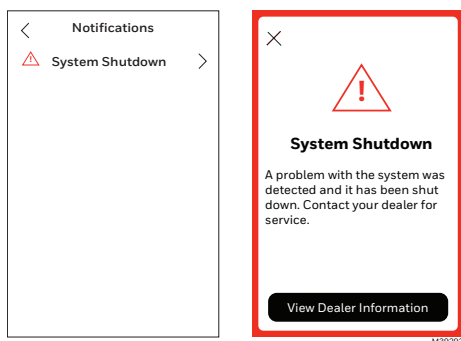 Notifications
System Shutdown
System Shutdown
A problem with the system was
detected and it has been shut
down. Contact your dealer for
service.
View Dealer Information